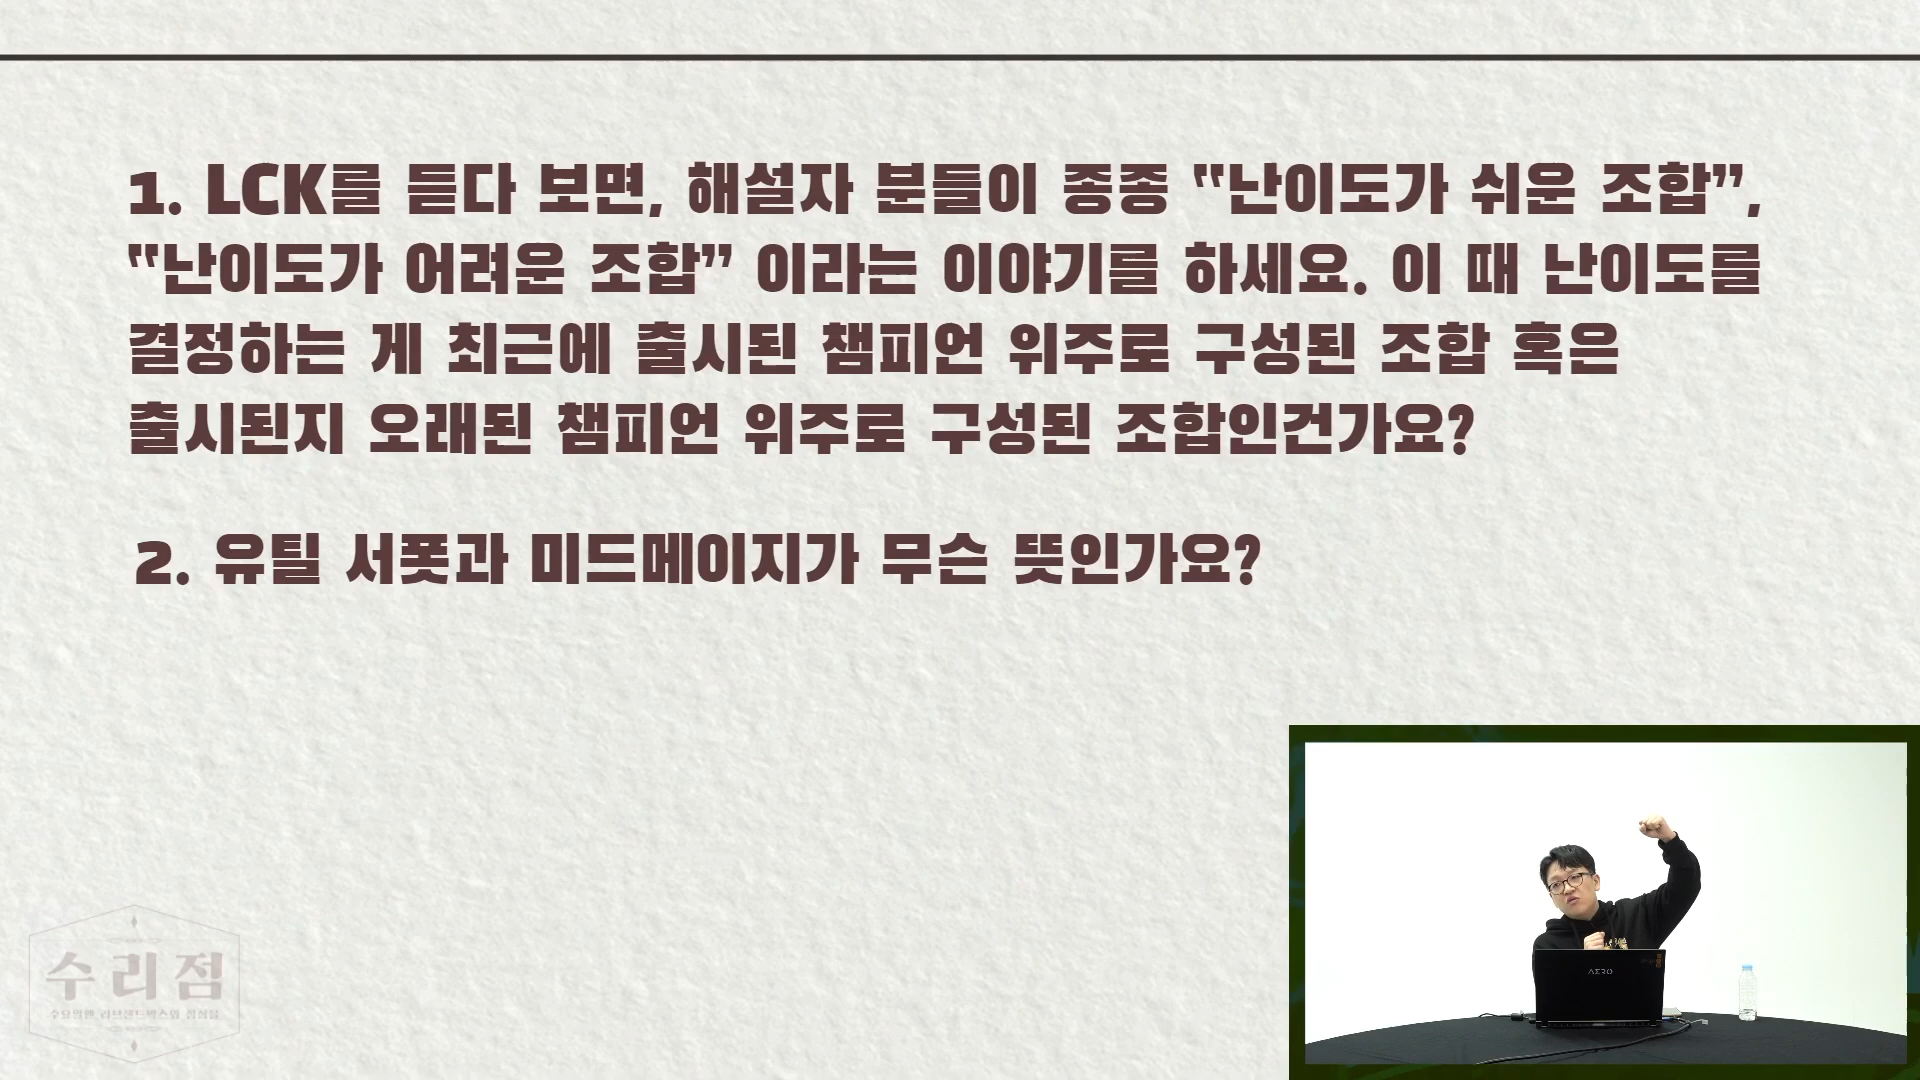 1. LCK를 듣다 보면, 해설자 분들이 종종 “난이도가 쉬운 조합”,
“난이도가 어려운 조합” 이라는 이야기를 하세요. 이 때 난이도를
결정하는 게 최근에 출시된 챔피언 위주로 구성된 조합 혹은
출시된지 오래된 챔피언 위주로 구성된 조합인건가요?
2. 유틸 서폿과 미드메이지가 무슨 뜻인가요?
수리점
AERO